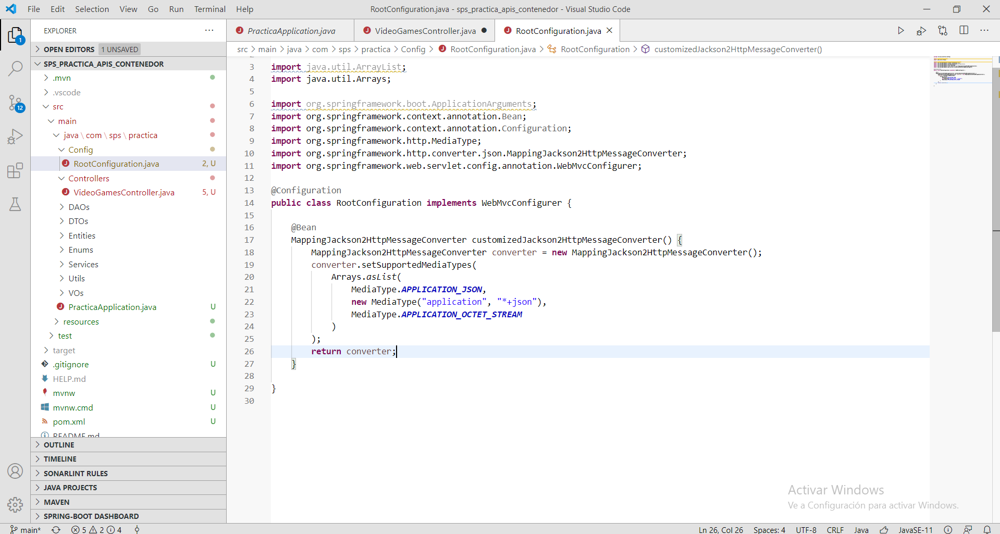 File Edit Selection View Go Run Terminal Help
RootConfiguration.java - sps_practica_apis_contenedor - Visual Studio Code
EXPLORER
1
12
OPEN EDITORS 1 UNSAVED
SPS_PRACTICA_APIS_CONTENEDOR
.mvn
.vscode
src
main
java \ com \ sps \ practica
Config
RootConfiguration.java 2, U
Controllers
VideoGamesController.java 5, U
DAOs
DTOs
Entities
Enums
Services
Utils
VOs
PracticaApplication.java U
resources
test
target
.gitignore U
HELP.md
mvnw U
mvnw.cmd U
pom.xml U
README.md
OUTLINE
TIMELINE
SONARLINT RULES
JAVA PROJECTS
MAVEN
SPRING-BOOT DASHBOARD
PracticaApplication.java VideoGamesController.java RootConfiguration.java
src > main > java > com > sps > practica > Config > RootConfiguration.java > RootConfiguration > customizedJackson2HttpMessageConverter()
3 import java.util.ArrayList;
4 import java.util.Arrays;
5
6 import org.springframework.boot.ApplicationArguments;
7 import org.springframework.context.annotation.Bean;
8 import org.springframework.context.annotation.Configuration;
9 import org.springframework.http.MediaType;
10 import org.springframework.http.converter.json.MappingJackson2HttpMessageConverter;
11 import org.springframework.web.servlet.config.annotation.WebMvcConfigurer;
12
13 @Configuration
14 public class RootConfiguration implements WebMvcConfigurer {
15
16 @Bean
17 MappingJackson2HttpMessageConverter customizedJackson2HttpMessageConverter() {
18 MappingJackson2HttpMessageConverter converter = new MappingJackson2HttpMessageConverter();
19 converter.setSupportedMediaTypes(
20 Arrays.asList(
21 MediaType.APPLICATION_JSON,
22 new MediaType("application", "*+json"),
23 MediaType.APPLICATION_OCTET_STREAM
24 )
25 );
26 return converter;
27 }
28
29 }
30
Activar Windows
Ve a Configuración para activar Windows.
main* 5 2 4 Ln 26, Col 26 Spaces: 4 UTF-8 CRLF Java JavaSE-11